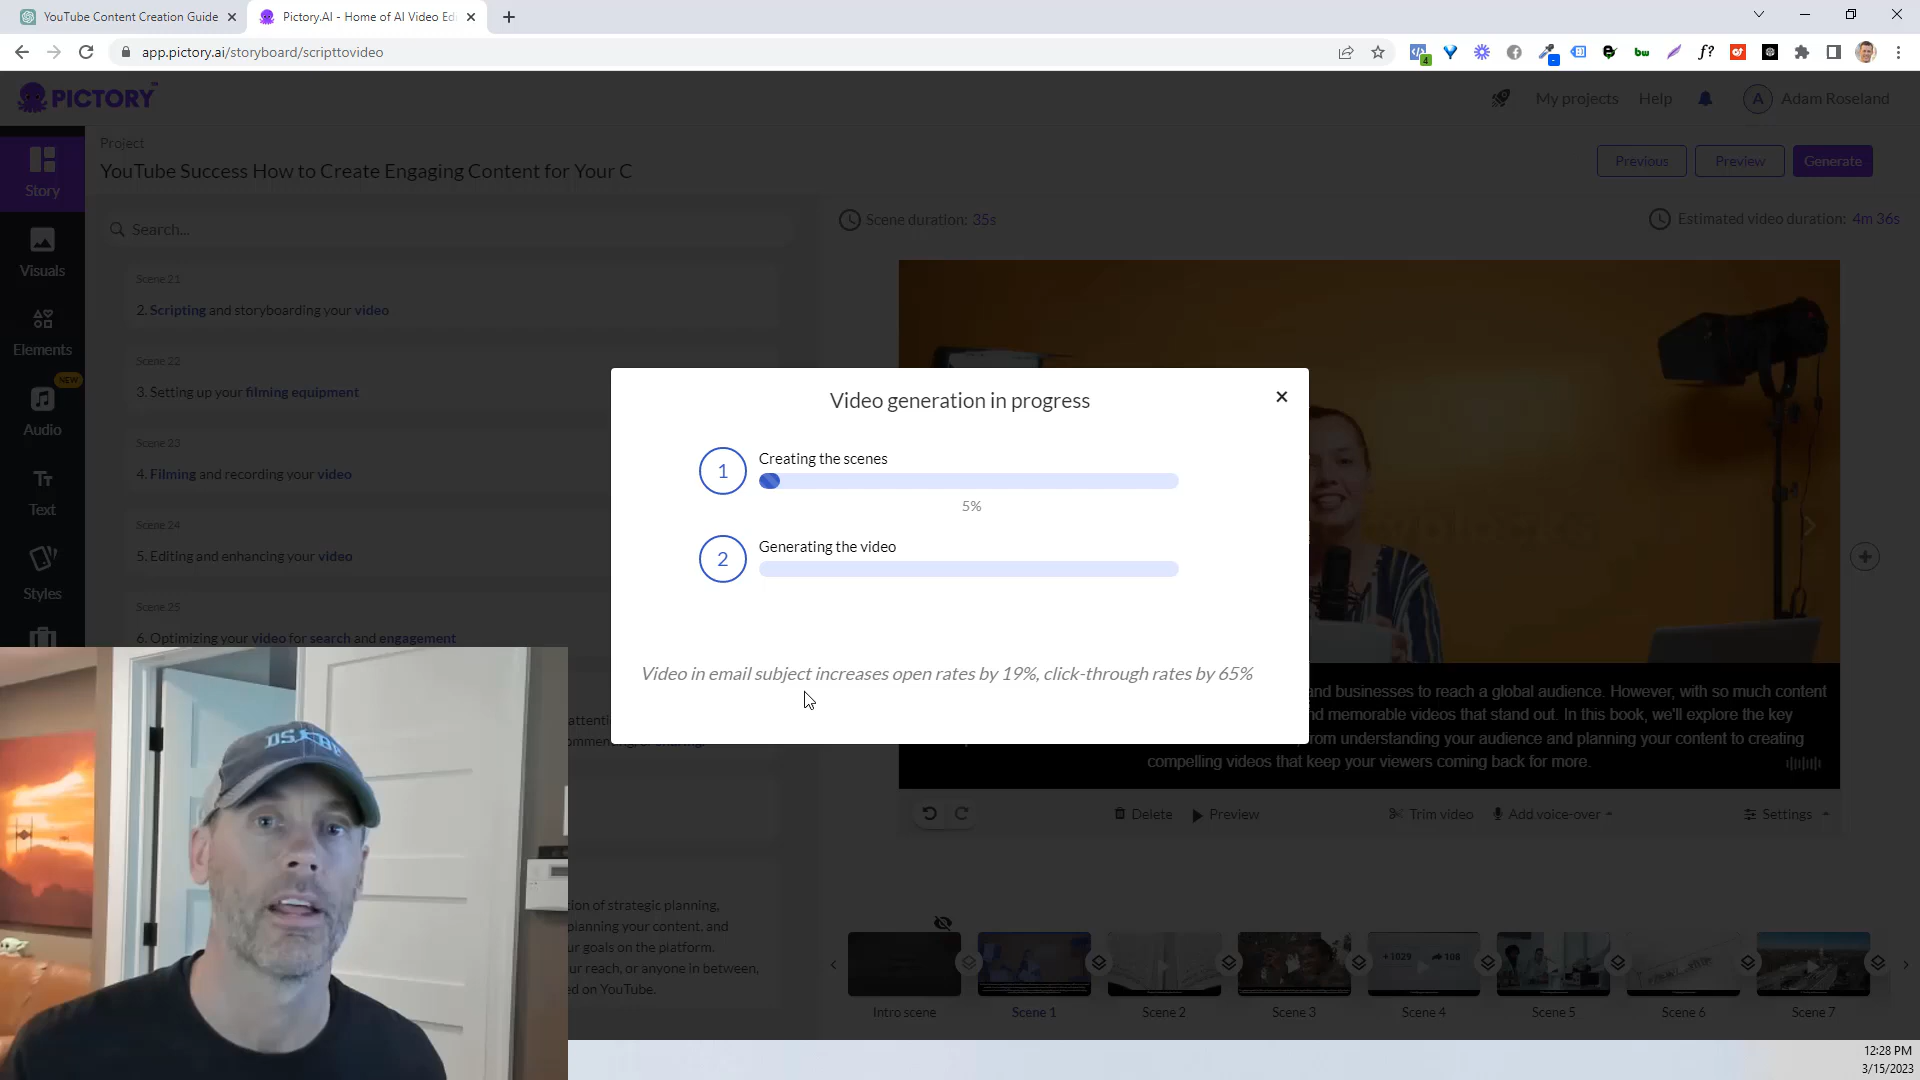 YouTube Content Creation Guide
Pictory.AI - Home of AI Video Edi
app.pictory.ai/storyboard/scripttovideo
4
bw
f?
PICTORY
My projects
Help
A
Adam Roseland
Project
YouTube Success How to Create Engaging Content for Your C
Previous
Preview
Generate
Story
Visuals
Elements
NEW
Audio
Text
Styles
Search...
Scene 21
2. Scripting and storyboarding your video
Scene 22
3. Setting up your filming equipment
Scene 23
4. Filming and recording your video
Scene 24
5. Editing and enhancing your video
Scene 25
6. Optimizing your video for search and engagement
tion of strategic planning,
planning your content, and
ur goals on the platform.
ur reach, or anyone in between,
ed on YouTube.
Scene duration: 35s
Estimated video duration: 4m 36s
Video generation in progress
1
Creating the scenes
5%
2
Generating the video
Video in email subject increases open rates by 19%, click-through rates by 65%
and businesses to reach a global audience. However, with so much content
nd memorable videos that stand out. In this book, we'll explore the key
rom understanding your audience and planning your content to creating
compelling videos that keep your viewers coming back for more.
Delete
Preview
Trim video
Add voice-over
Settings
+1029
108
Intro scene
Scene 1
Scene 2
Scene 3
Scene 4
Scene 5
Scene 6
Scene 7
12:28 PM
3/15/2023